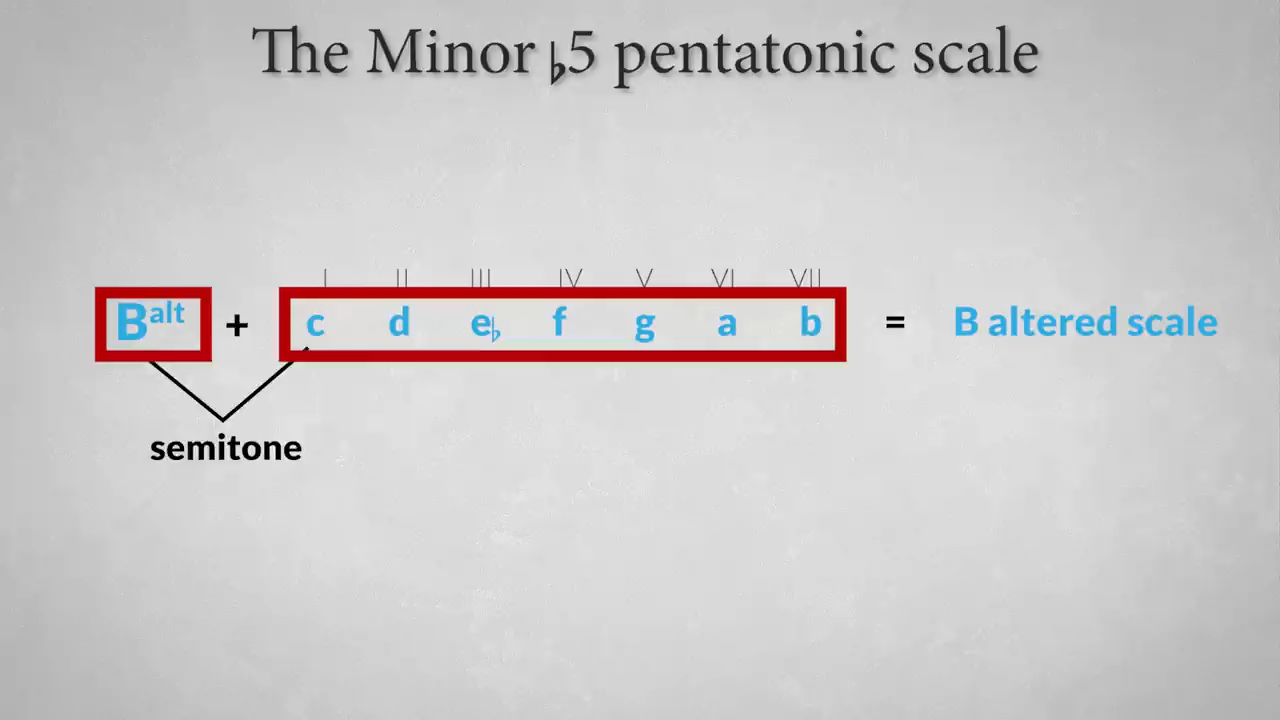 The Minor ♭5 pentatonic scale
I II III IV V VI VII
Balt + c d e♭ f g a b = B altered scale
semitone